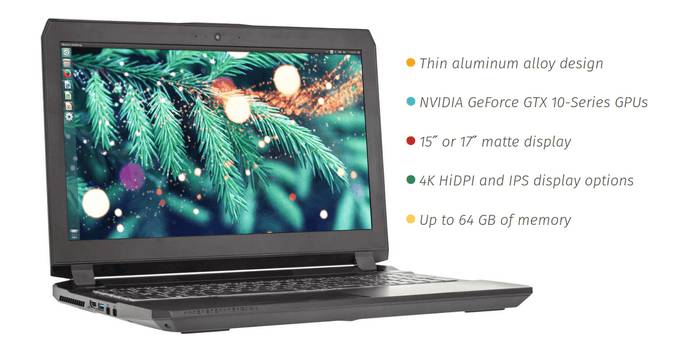 Thin aluminum alloy design
NVIDIA GeForce GTX 10-Series GPUs
15″ or 17″ matte display
4K HiDPI and IPS display options
Up to 64 GB of memory